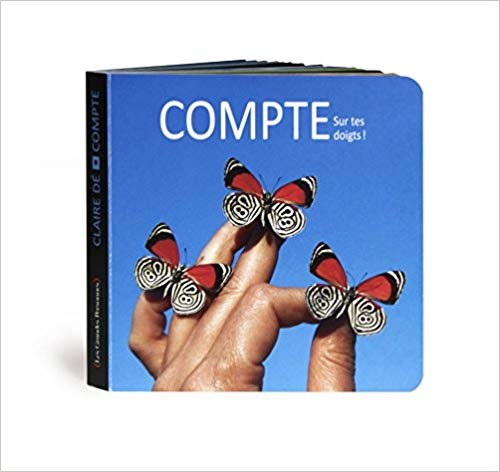 COMPTE
Sur tes
doigts !
CLAIRE DÉ COMPTE
(Les Grandes Personnes)